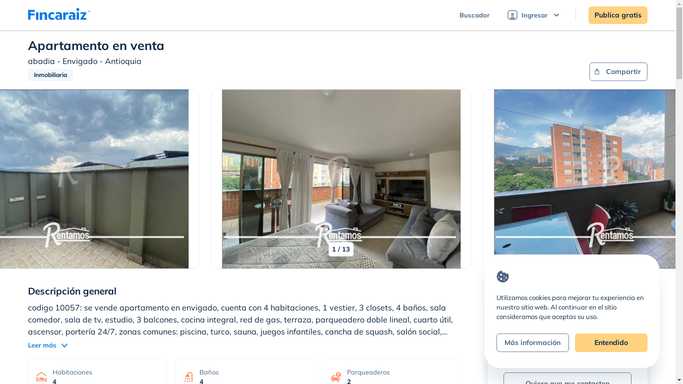 Fincaraiz
Buscador
Ingresar
Publica gratis
Apartamento en venta
abadia - Envigado - Antioquia
Inmobiliaria
Compartir
Rentamos
Rentamos
Rentamos
1 / 13
Descripción general
codigo 10057: se vende apartamento en envigado, cuenta con 4 habitaciones, 1 vestier, 3 closets, 4 baños, sala
comedor, sala de tv, estudio, 3 balcones, cocina integral, red de gas, terraza, parqueadero doble lineal, cuarto útil,
ascensor, portería 24/7, zonas comunes: piscina, turco, sauna, juegos infantiles, cancha de squash, salón social,...
Leer más
Habitaciones
4
Baños
4
Parqueaderos
2
Utilizamos cookies para mejorar tu experiencia en
nuestro sitio web. Al continuar en el sitio
consideramos que aceptas su uso.
Más información
Entendido
Quiero que me contacten